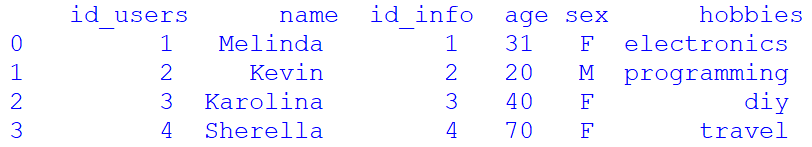 id_users name id_info age sex hobbies
0 1 Melinda 1 31 F electronics
1 2 Kevin 2 20 M programming
2 3 Karolina 3 40 F diy
3 4 Sherella 4 70 F travel